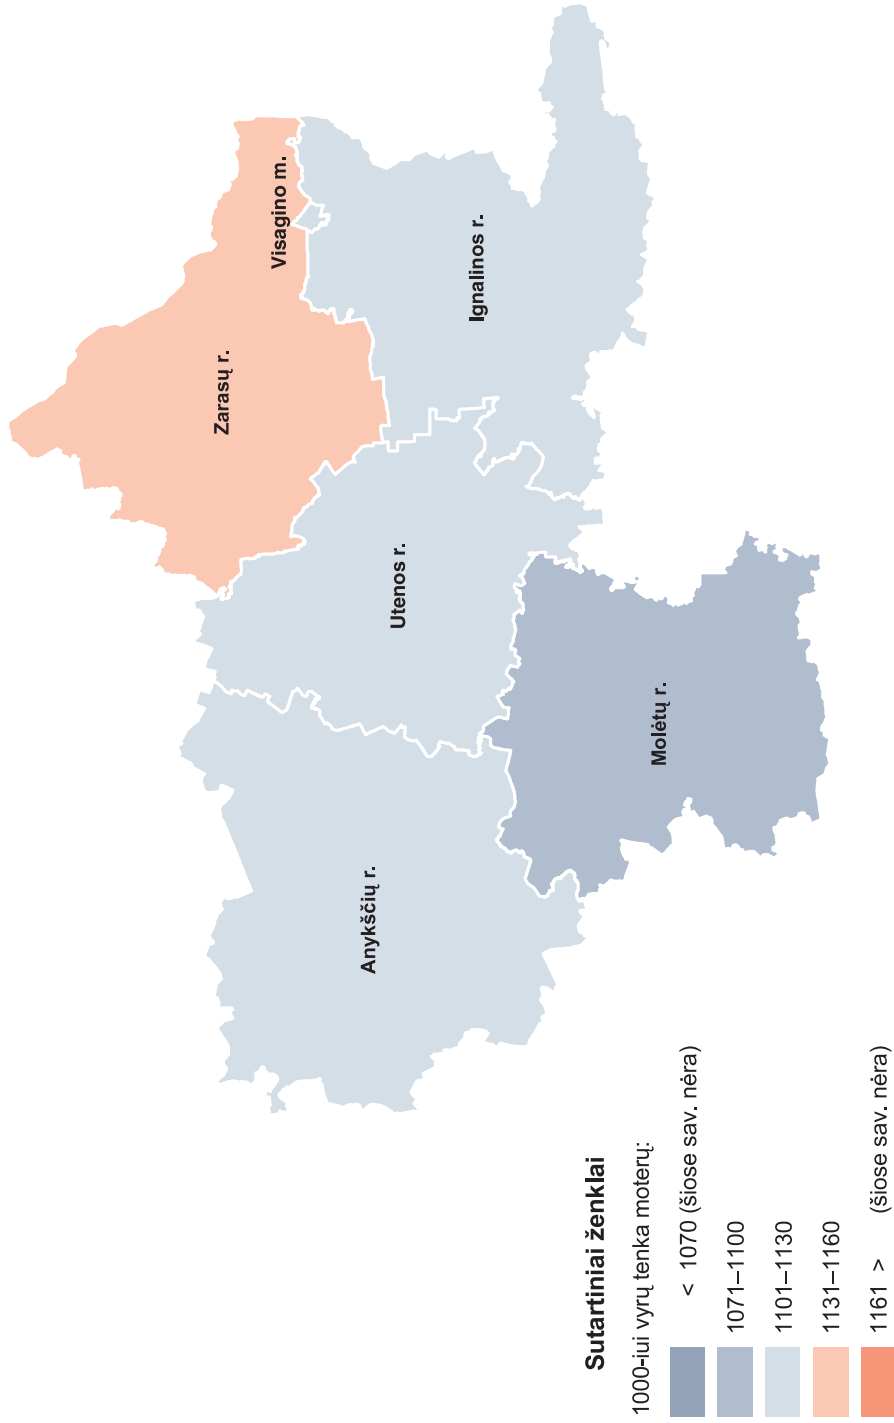 Zarasų r.
Visagino m.
Ignalinos r.
Utenos r.
Anykščių r.
Molėtų r.
Sutartiniai ženklai
1000-iui vyrų tenka moterų:
< 1070 (šiose sav. nėra)
1071–1100
1101–1130
1131–1160
1161 > (šiose sav. nėra)